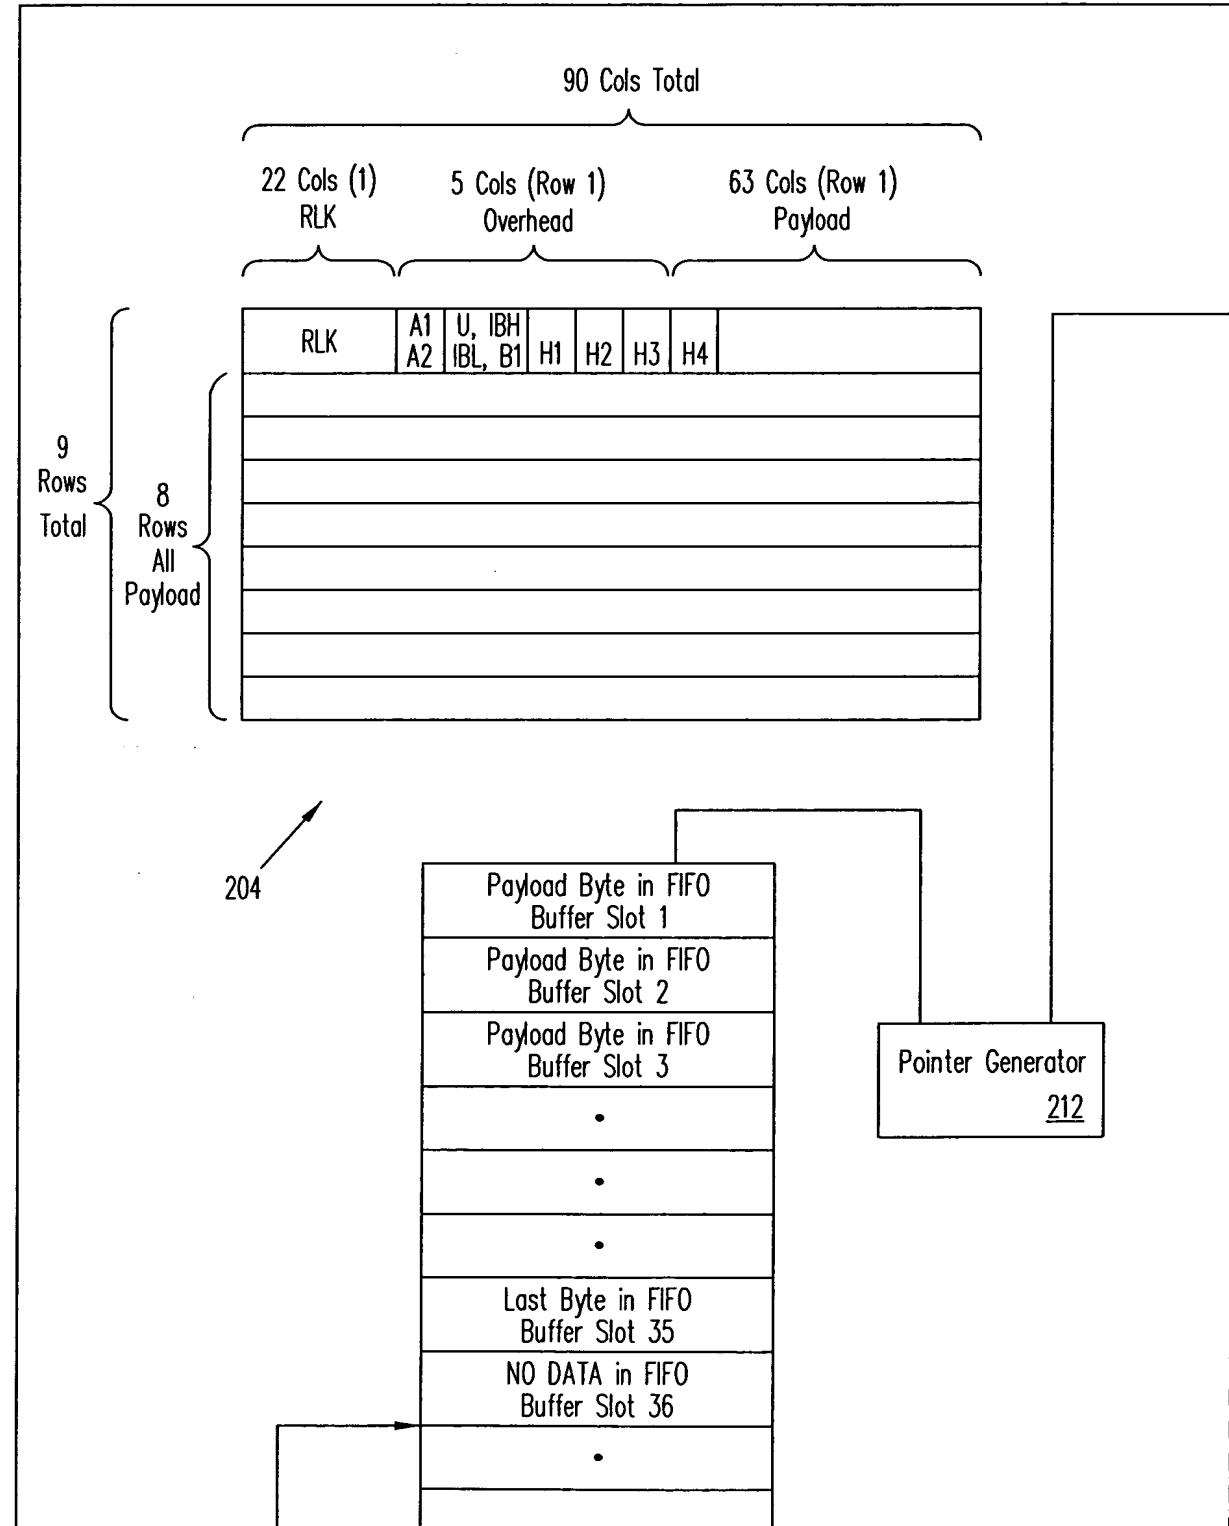 90 Cols Total
22 Cols (1)
RLK
5 Cols (Row 1)
Overhead
63 Cols (Row 1)
Payload
RLK
A1
A2
U, IBH
IBL, B1
H1
H2
H3
H4
9
Rows
Total
8
Rows
All
Payload
204
Payload Byte in FIFO
Buffer Slot 1
Payload Byte in FIFO
Buffer Slot 2
Payload Byte in FIFO
Buffer Slot 3
Pointer Generator
212
Last Byte in FIFO
Buffer Slot 35
NO DATA in FIFO
Buffer Slot 36